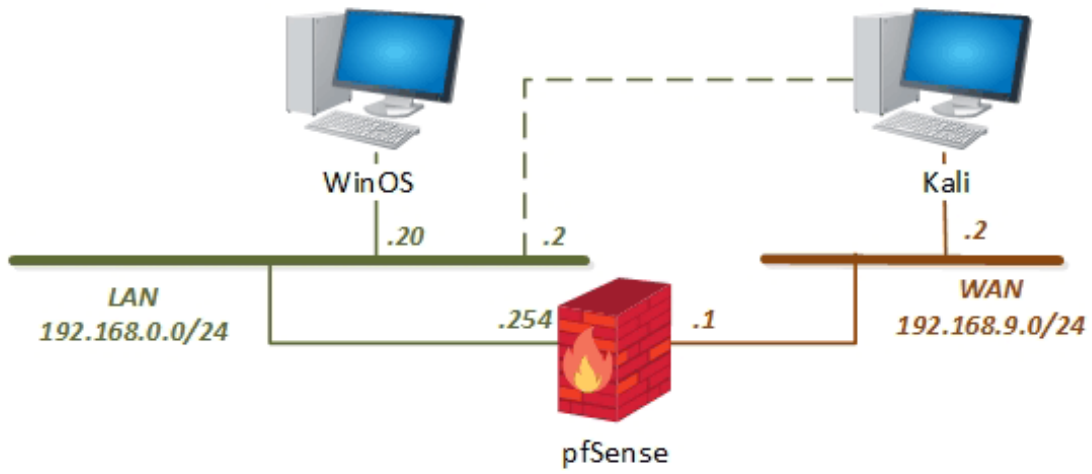 WinOS
Kali
.20
.2
.2
LAN
192.168.0.0/24
.254
.1
WAN
192.168.9.0/24
pfSense